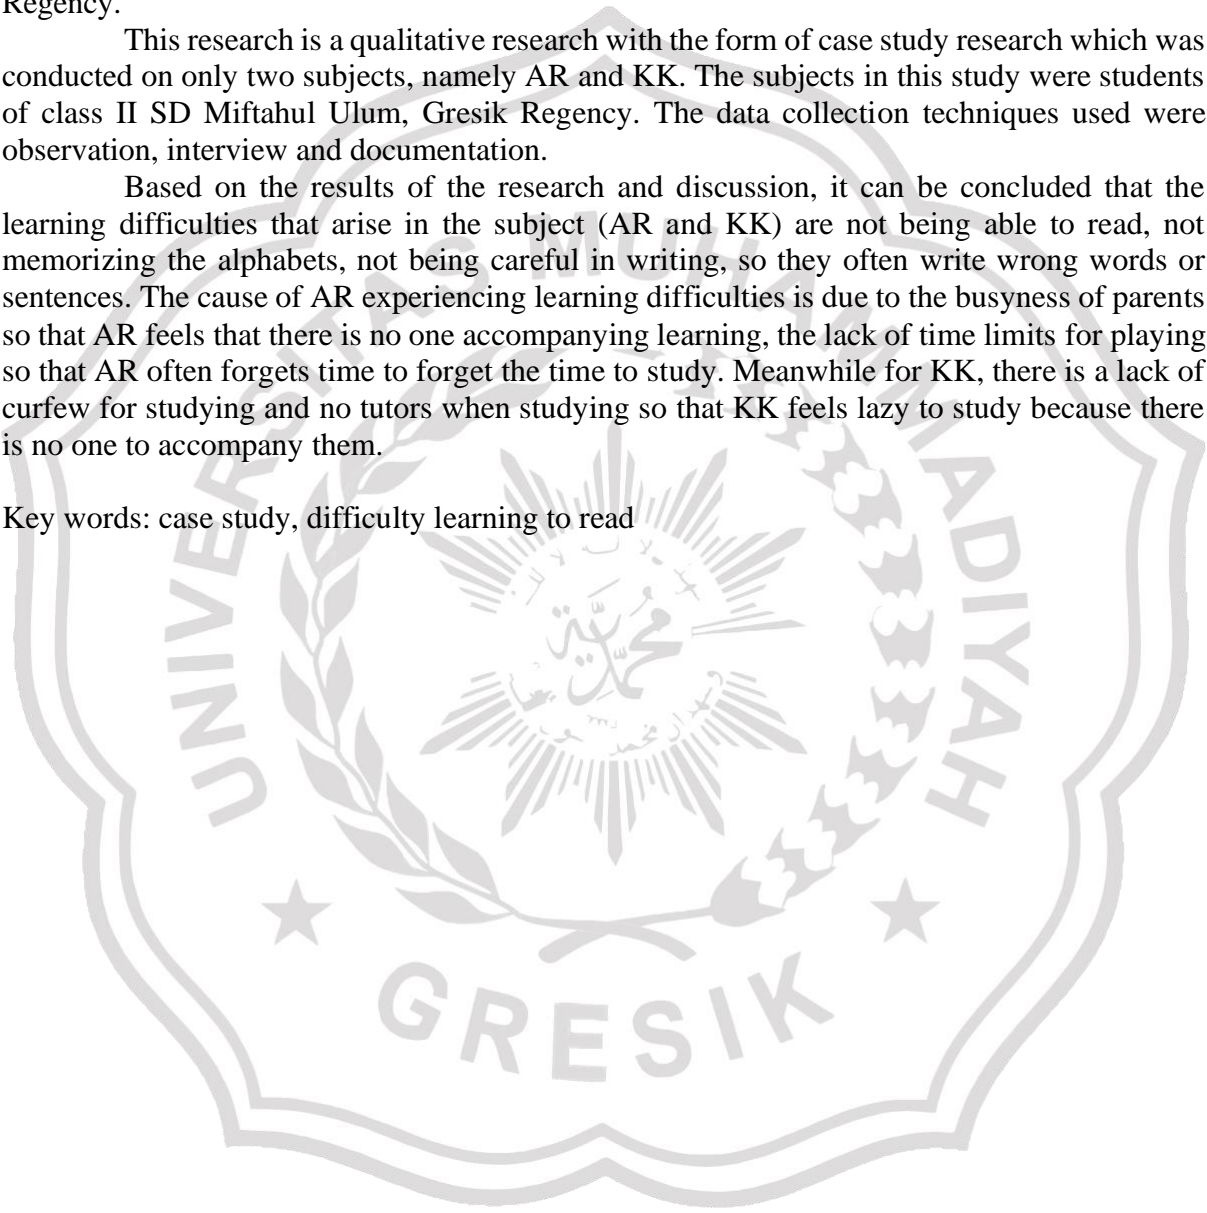 Regency.
This research is a qualitative research with the form of case study research which was
conducted on only two subjects, namely AR and KK. The subjects in this study were students
of class II SD Miftahul Ulum, Gresik Regency. The data collection techniques used were
observation, interview and documentation.
Based on the results of the research and discussion, it can be concluded that the
learning difficulties that arise in the subject (AR and KK) are not being able to read, not
memorizing the alphabets, not being careful in writing, so they often write wrong words or
sentences. The cause of AR experiencing learning difficulties is due to the busyness of parents
so that AR feels that there is no one accompanying learning, the lack of time limits for playing
so that AR often forgets time to forget the time to study. Meanwhile for KK, there is a lack of
curfew for studying and no tutors when studying so that KK feels lazy to study because there
is no one to accompany them.
Key words: case study, difficulty learning to read
UNIVERSITAS MUHAMMADIYAH
محمدية
GRESIK